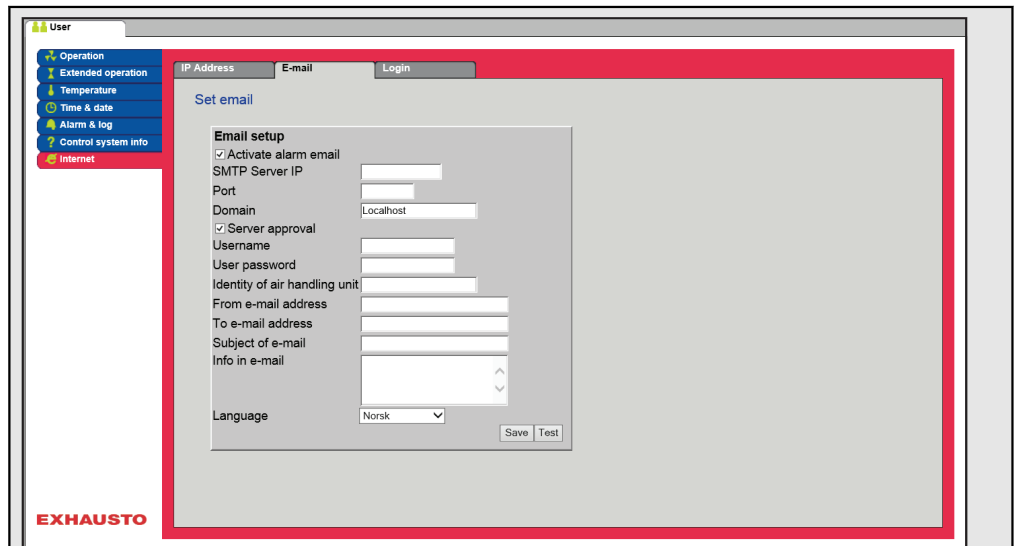 User
Operation
Extended operation
Temperature
Time & date
Alarm & log
? Control system info
Internet
IP Address E-mail Login
Set email
Email setup
Activate alarm email
SMTP Server IP
Port
Domain Localhost
Server approval
Username
User password
Identity of air handling unit
From e-mail address
To e-mail address
Subject of e-mail
Info in e-mail
Language Norsk
Save Test
EXHAUSTO